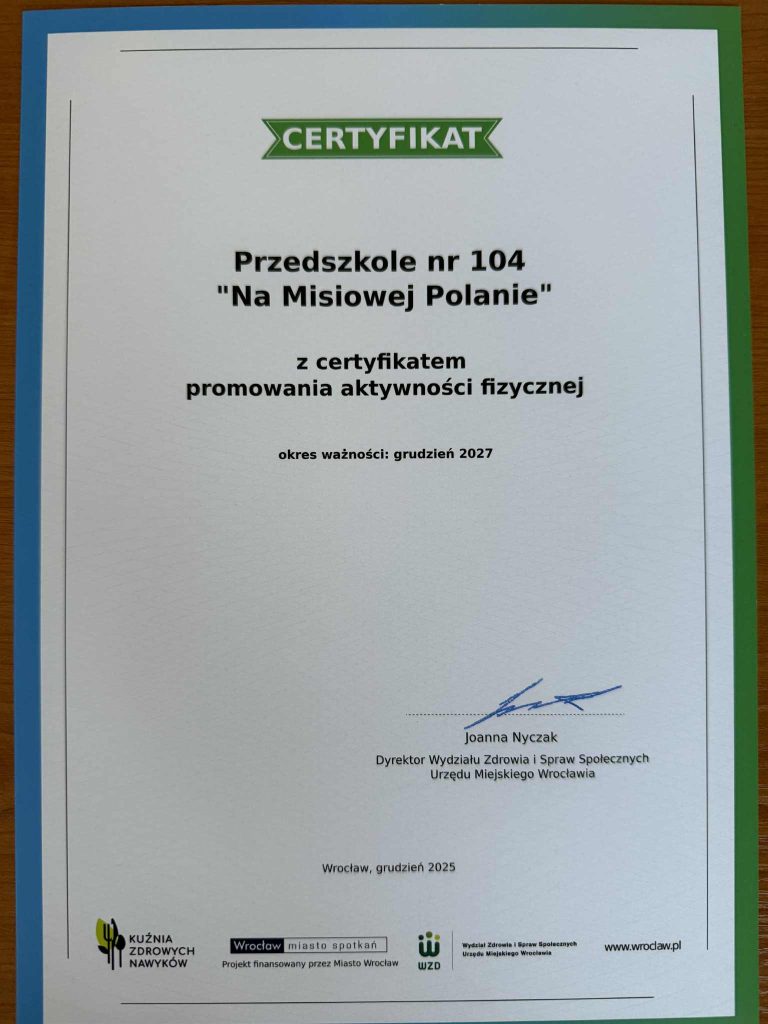 CERTYFIKAT
Przedszkole nr 104
"Na Misiowej Polanie"
z certyfikatem
promowania aktywności fizycznej
okres ważności: grudzień 2027
Joanna Nyczak
Dyrektor Wydziału Zdrowia i Spraw Społecznych
Urzędu Miejskiego Wrocławia
Wrocław, grudzień 2025
KUŹNIA
ZDROWYCH
NAWYKÓW
Wrocław miasto spotkań
Projekt finansowany przez Miasto Wrocław
WZD
Wydział Zdrowia i Spraw Społecznych
Urzędu Miejskiego Wrocławia
www.wroclaw.pl